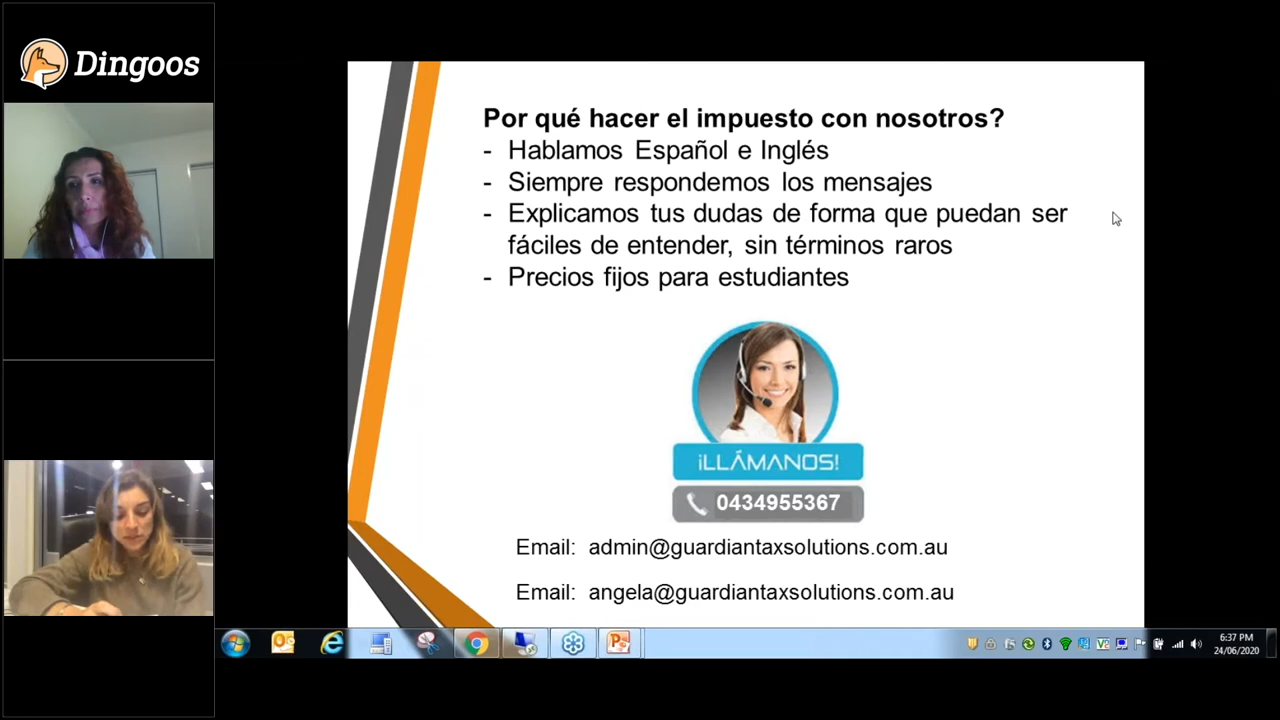 Dingoos
Por qué hacer el impuesto con nosotros?
- Hablamos Español e Inglés
- Siempre respondemos los mensajes
- Explicamos tus dudas de forma que puedan ser
fáciles de entender, sin términos raros
- Precios fijos para estudiantes
¡LLÁMANOS!
0434955367
Email: admin@guardiantaxsolutions.com.au
Email: angela@guardiantaxsolutions.com.au
6:37 PM
24/06/2020